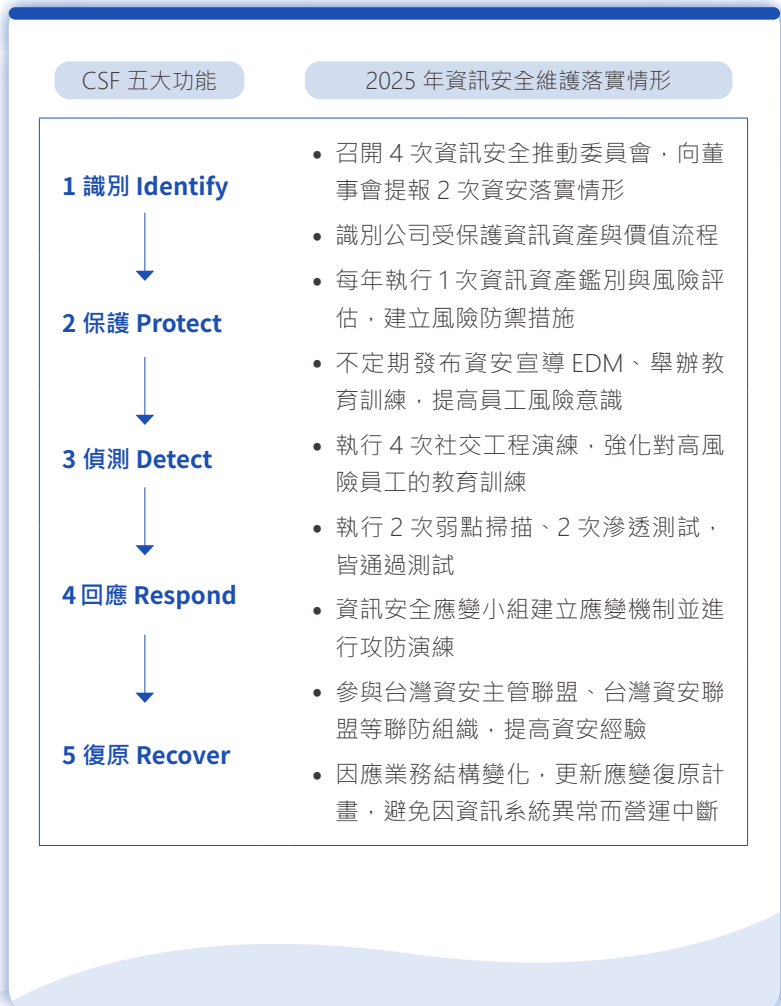 CSF 五大功能
2025 年資訊安全維護落實情形
1 識別 Identify
2 保護 Protect
3 偵測 Detect
4 回應 Respond
5 復原 Recover
• 召開 4 次資訊安全推動委員會，向董
事會提報 2 次資安落實情形
• 識別公司受保護資訊資產與價值流程
• 每年執行 1 次資訊資產鑑別與風險評
估，建立風險防禦措施
• 不定期發布資安宣導 EDM、舉辦教
育訓練，提高員工風險意識
• 執行 4 次社交工程演練，強化對高風
險員工的教育訓練
• 執行 2 次弱點掃描、2 次滲透測試，
皆通過測試
• 資訊安全應變小組建立應變機制並進
行攻防演練
• 參與台灣資安主管聯盟、台灣資安聯
盟等聯防組織，提高資安經驗
• 因應業務結構變化，更新應變復原計
畫，避免因資訊系統異常而營運中斷